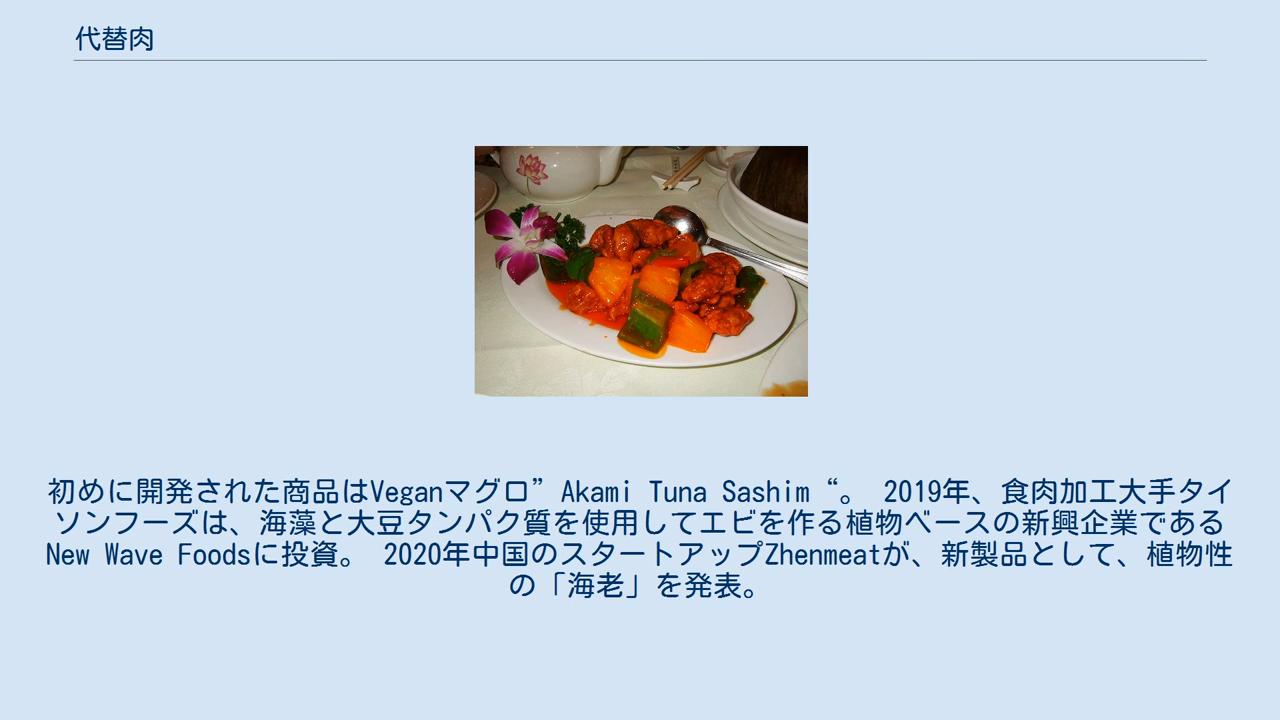 代替肉
初めに開発された商品はVeganマグロ”Akami Tuna Sashim“。 2019年、食肉加工大手タイ
ソンフーズは、海藻と大豆タンパク質を使用してエビを作る植物ベースの新興企業である
New Wave Foodsに投資。 2020年中国のスタートアップZhenmeatが、新製品として、植物性
の「海老」を発表。